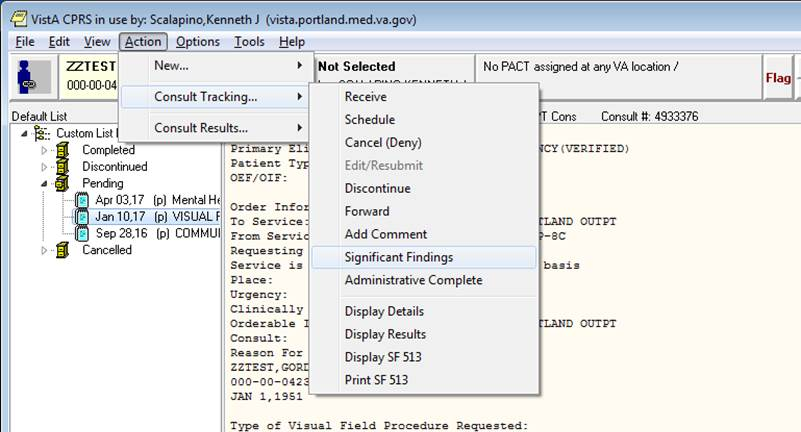 VistA CPRS in use by: Scalapino,Kenneth J (vista.portland.med.va.gov)
File Edit View Action Options Tools Help
ZZTEST
000-00-04
Not Selected
No PACT assigned at any VA location /
Flag
New...
Consult Tracking...
Consult Results...
Receive
Schedule
Cancel (Deny)
Edit/Resubmit
Discontinue
Forward
Add Comment
Significant Findings
Administrative Complete
Display Details
Display Results
Display SF 513
Print SF 513
Default List
Custom List
Completed
Discontinued
Pending
Apr 03,17 (p) Mental He
Jan 10,17 (p) VISUAL F
Sep 28,16 (p) COMMU
Cancelled
PT Cons Consult #: 4933376
Primary Eli NCY(VERIFIED)
Patient Typ
OEF/OIF:
Order Infor
To Service: TLAND OUTPT
From Servic P-8C
Requesting
Service is basis
Place:
Urgency:
Clinically
Orderable I TLAND OUTPT
Consult:
Reason For
ZZTEST,GORD
000-00-0423
JAN 1,1951
Type of Visual Field Procedure Requested: